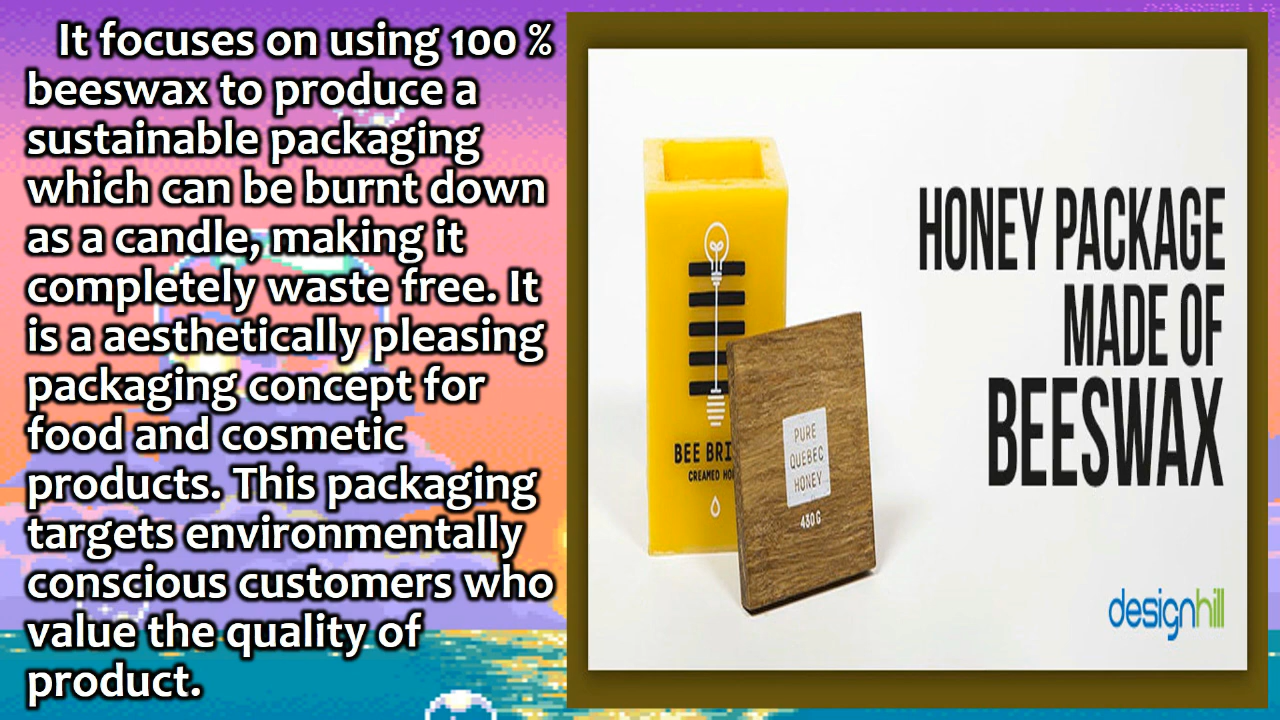 It focuses on using 100 %
beeswax to produce a
sustainable packaging
which can be burnt down
as a candle, making it
completely waste free. It
is a aesthetically pleasing
packaging concept for
food and cosmetic
products. This packaging
targets environmentally
conscious customers who
value the quality of
product.
BEE BRI
CREAMED HO
PURE
QUEBEC
HONEY
430 G
HONEY PACKAGE
MADE OF
BEESWAX
designhill